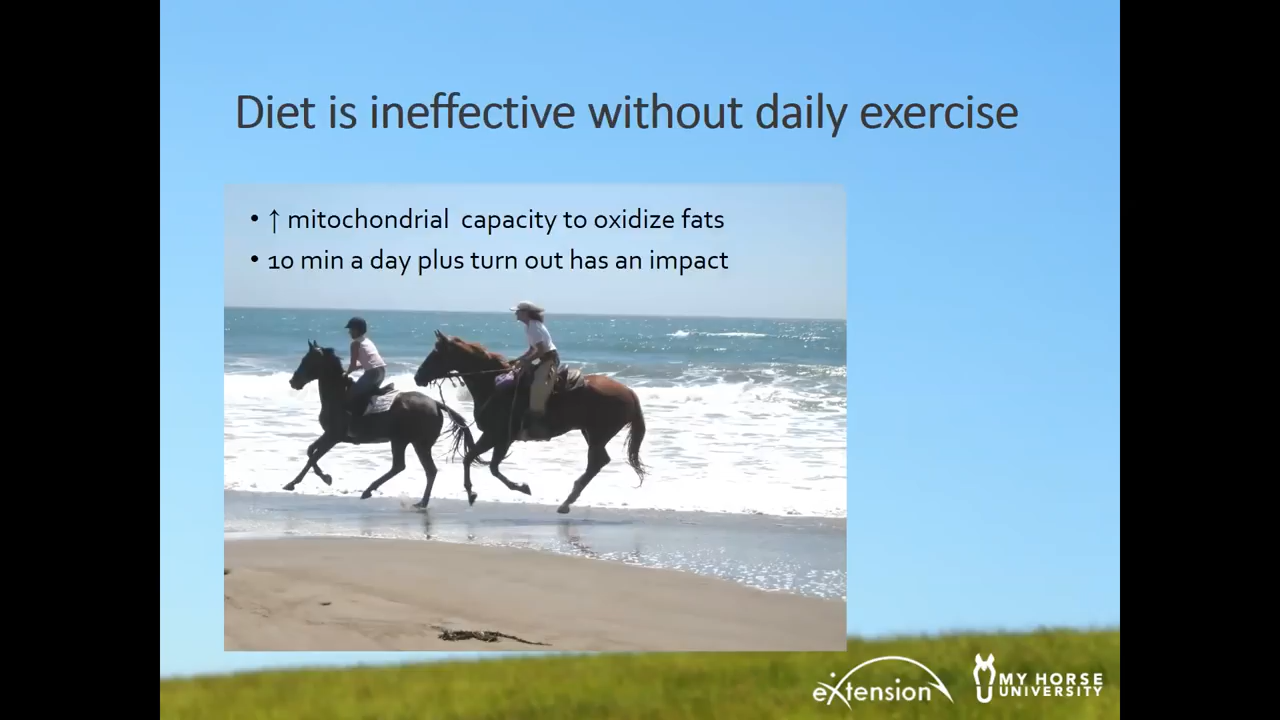 Diet is ineffective without daily exercise
• ↑ mitochondrial capacity to oxidize fats
• 10 min a day plus turn out has an impact
eXtension
MY HORSE
UNIVERSITY